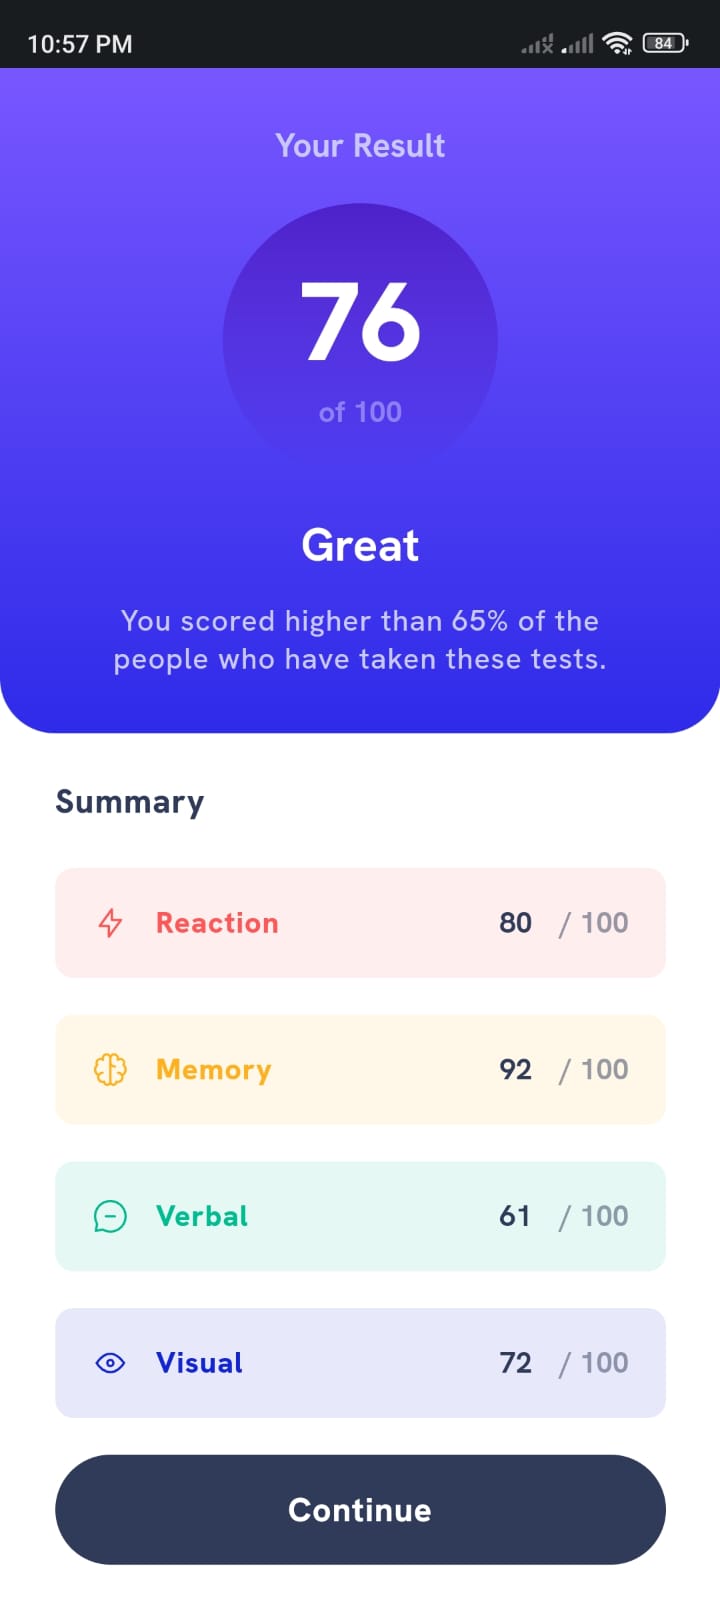 10:57 PM 84
Your Result
76
of 100
Great
You scored higher than 65% of the
people who have taken these tests.
Summary
Reaction 80 / 100
Memory 92 / 100
Verbal 61 / 100
Visual 72 / 100
Continue